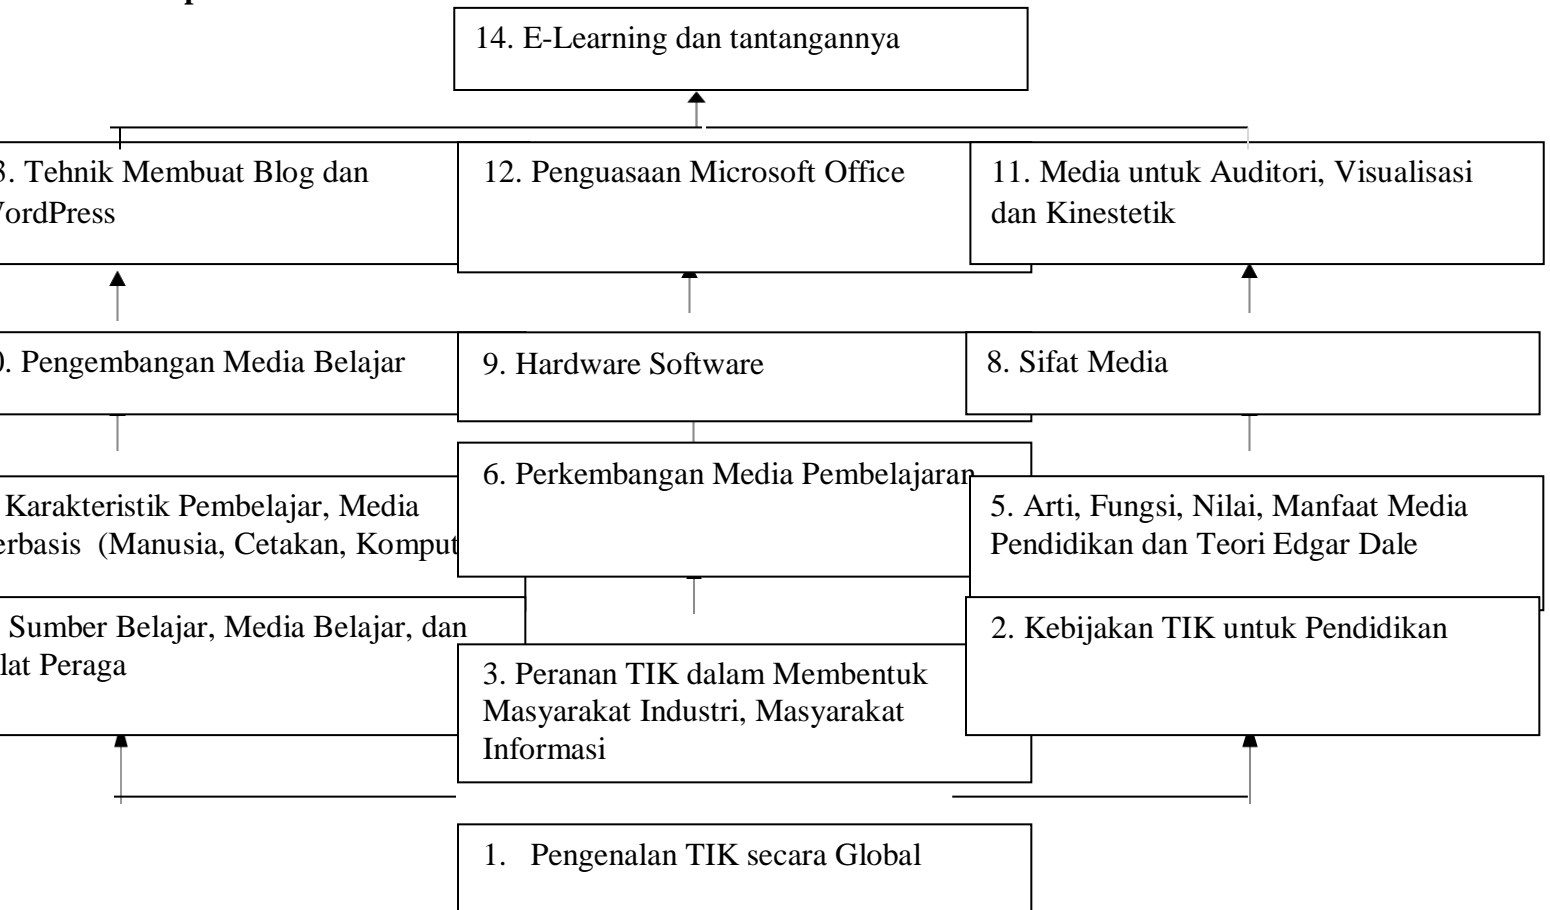 14. E-Learning dan tantangannya
3. Tehnik Membuat Blog dan
ordPress
12. Penguasaan Microsoft Office
11. Media untuk Auditori, Visualisasi
dan Kinestetik
. Pengembangan Media Belajar
9. Hardware Software
8. Sifat Media
Karakteristik Pembelajar, Media
erbasis (Manusia, Cetakan, Komput
6. Perkembangan Media Pembelajaran
5. Arti, Fungsi, Nilai, Manfaat Media
Pendidikan dan Teori Edgar Dale
Sumber Belajar, Media Belajar, dan
lat Peraga
3. Peranan TIK dalam Membentuk
Masyarakat Industri, Masyarakat
Informasi
2. Kebijakan TIK untuk Pendidikan
1. Pengenalan TIK secara Global